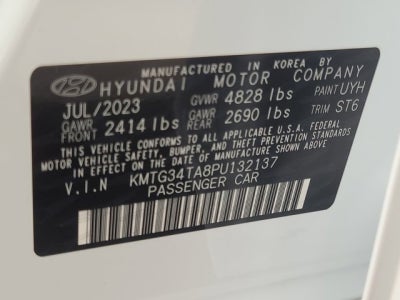 MANUFACTURED IN KOREA
HYUNDAI MOTOR COMPANY
JUL/2023 GVWR 4828 lbs PAINT UYH
GAWR FRONT 2414 lbs GAWR REAR 2690 lbs TRIM ST6
THIS VEHICLE CONFORMS TO ALL APPLICABLE U.S.A. FEDERAL
MOTOR VEHICLE SAFETY, BUMPER, AND THEFT PREVENTION
STANDARDS IN EFFECT ON THE DATE OF MANUFACTURE SHOWN ABOVE.
V.I.N KMTG34TA8PU132137
PASSENGER CAR